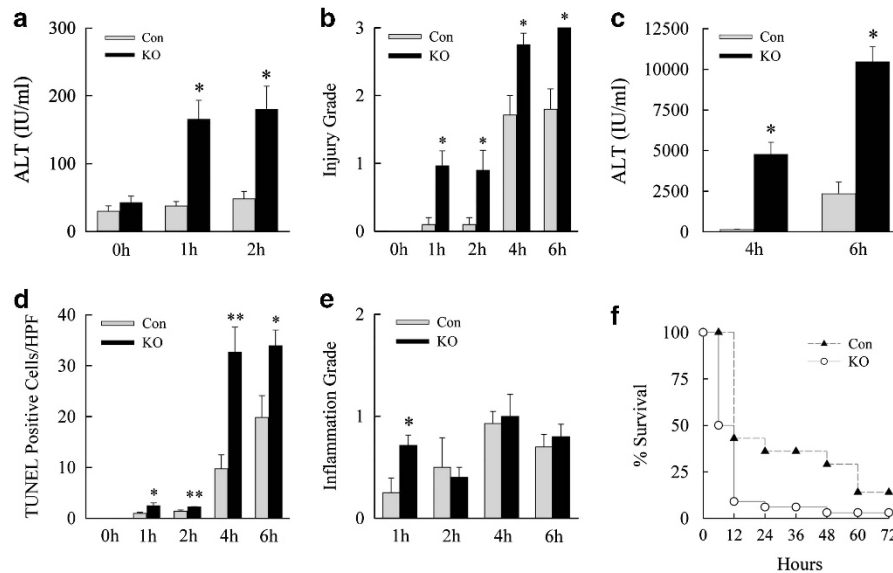 a
ALT (IU/ml)
300
200
100
0
Con
KO
*
*
0h 1h 2h
b
Injury Grade
3
2
1
0
Con
KO
*
*
*
*
0h 1h 2h 4h 6h
c
ALT (IU/ml)
12500
10000
7500
5000
2500
0
Con
KO
*
*
4h 6h
d
TUNEL Positive Cells/HPF
40
30
20
10
0
Con
KO
*
**
**
*
0h 1h 2h 4h 6h
e
Inflammation Grade
2
1
0
Con
KO
*
1h 2h 4h 6h
f
% Survival
100
75
50
25
0
Con
KO
0 12 24 36 48 60 72
Hours